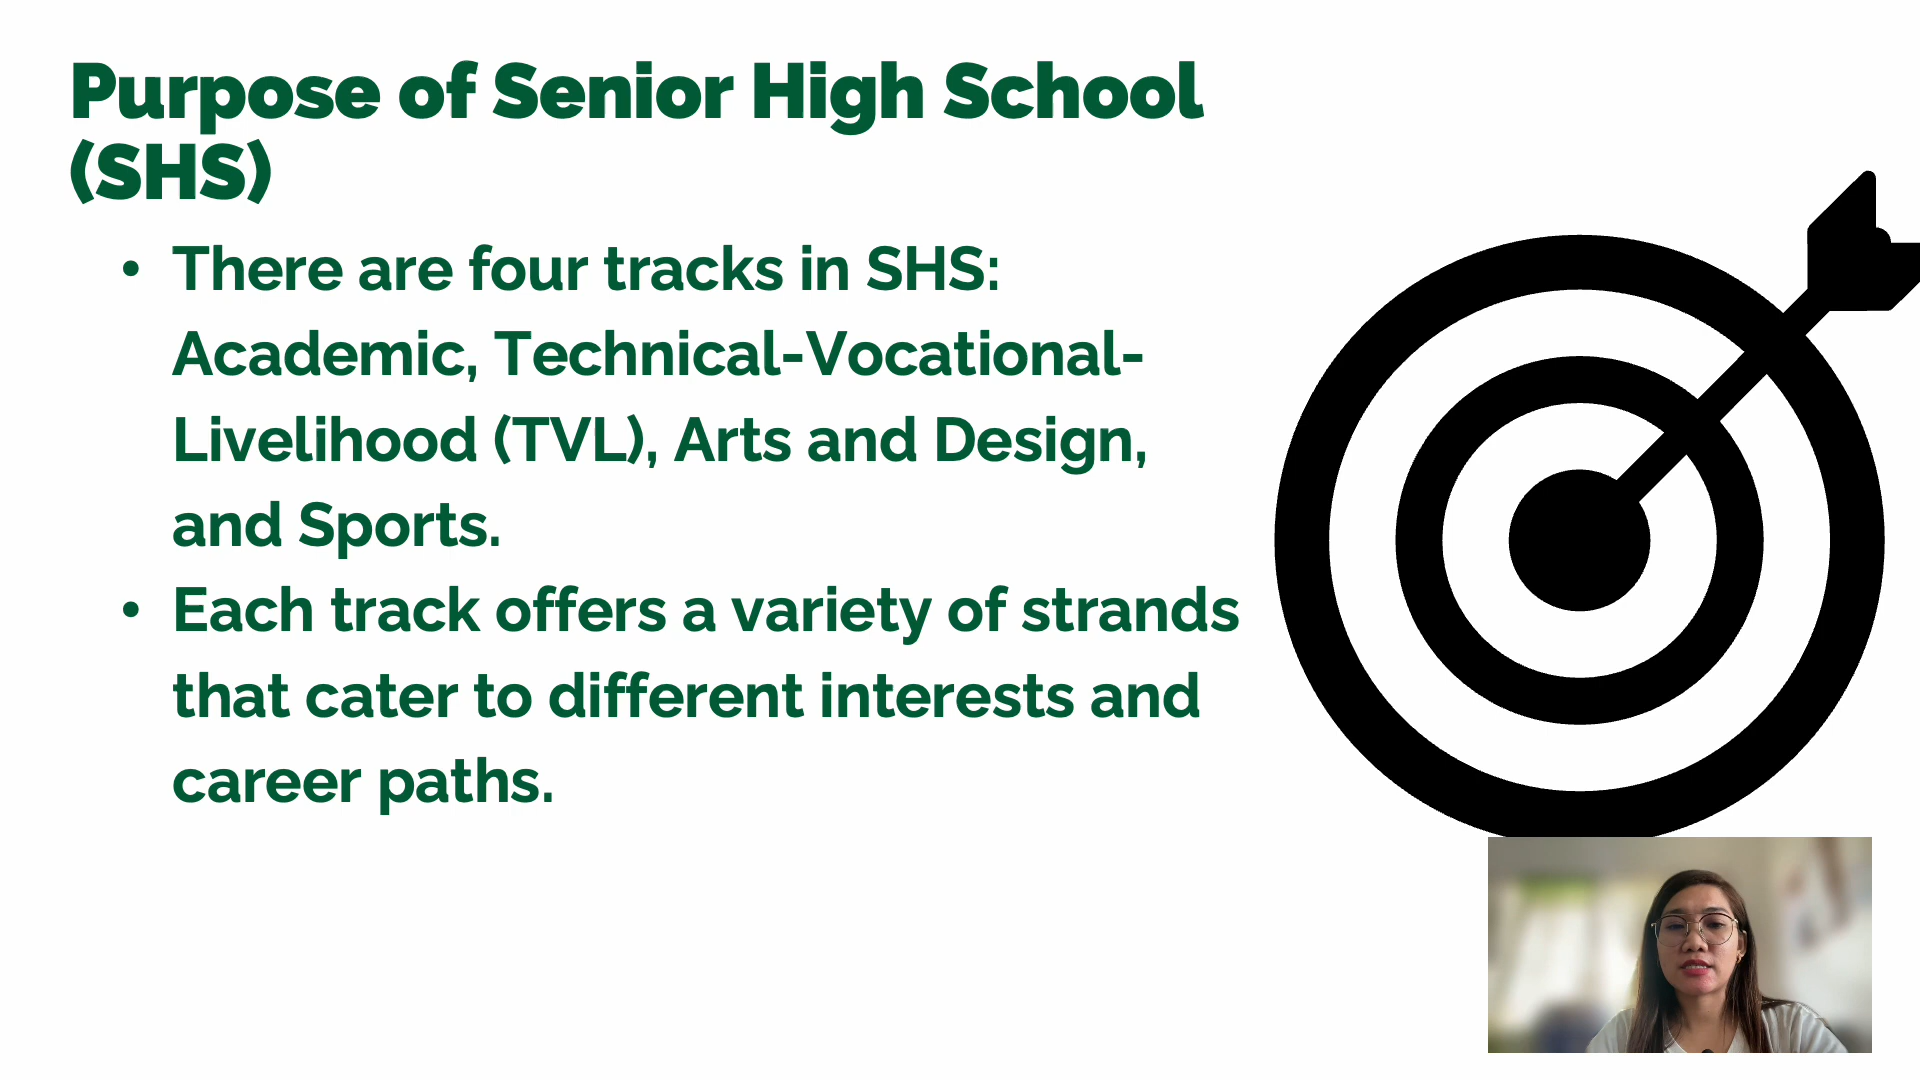 Purpose of Senior High School
(SHS)
• There are four tracks in SHS:
Academic, Technical-Vocational-
Livelihood (TVL), Arts and Design,
and Sports.
• Each track offers a variety of strands
that cater to different interests and
career paths.